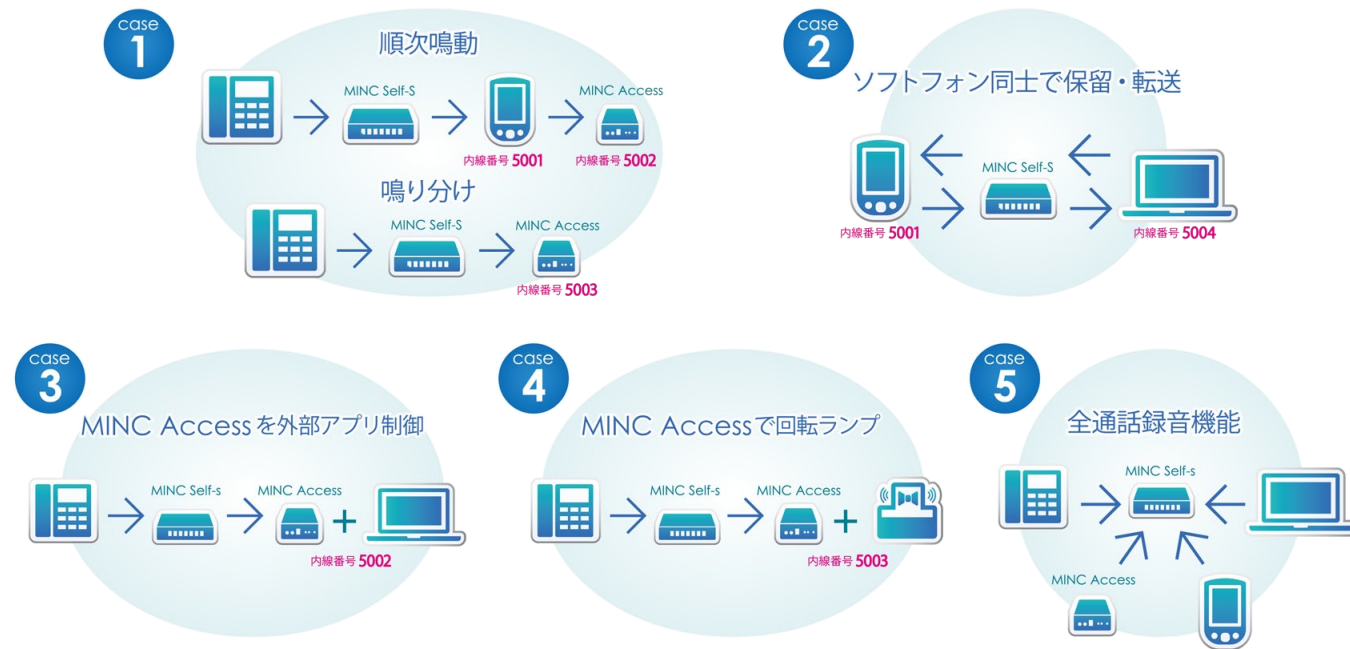 case
1
順次鳴動
MINC Self-S
MINC Access
内線番号 5001
内線番号 5002
鳴り分け
MINC Self-S
MINC Access
内線番号 5003
case
2
ソフトフォン同士で保留・転送
MINC Self-S
内線番号 5001
内線番号 5004
case
3
MINC Accessを外部アプリ制御
MINC Self-s
MINC Access
内線番号 5002
case
4
MINC Accessで回転ランプ
MINC Self-s
MINC Access
内線番号 5003
case
5
全通話録音機能
MINC Self-s
MINC Access